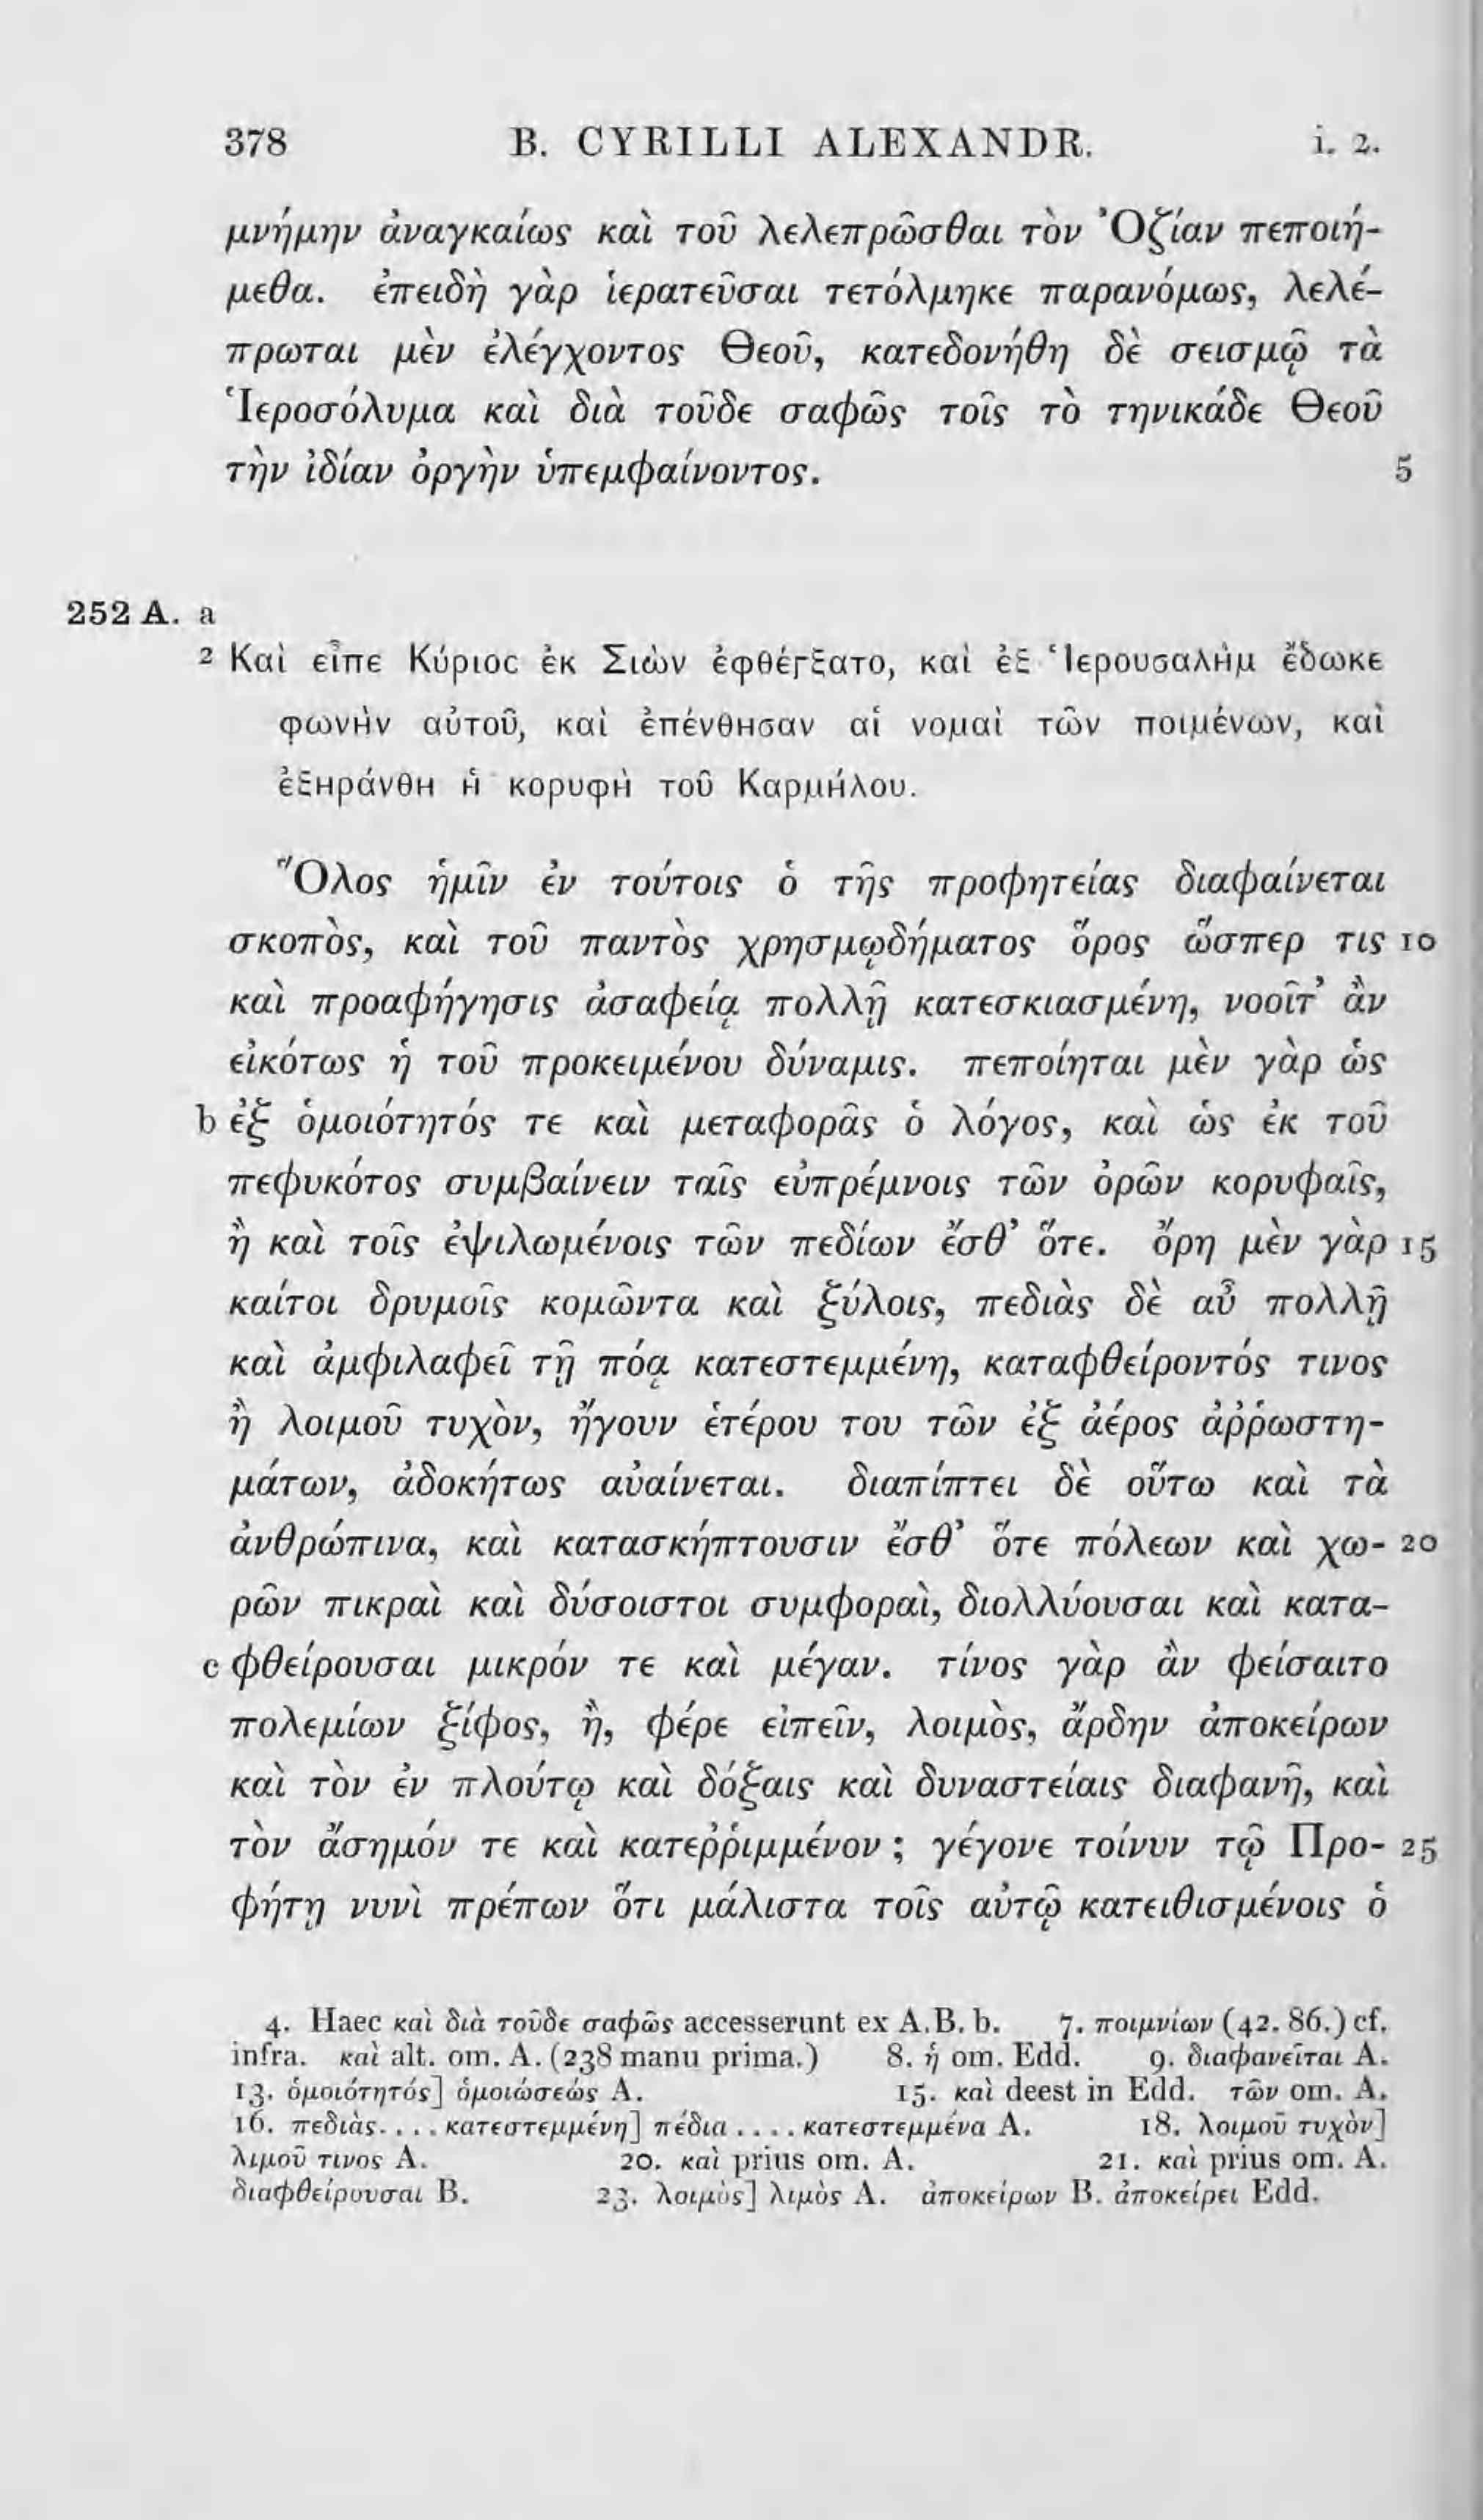 378 B. CYRILLI ALEXANDR. i. 2.
μνήμην ἀναγκαίως καὶ τοῦ λελεπρῶσθαι τὸν Ὀζίαν πεποιή-
μεθα. ἐπειδὴ γὰρ ἱερατεῦσαι τετόλμηκε παρανόμως, λελέ-
πρωται μὲν ἐλέγχοντος Θεοῦ, κατεδονήθη δὲ σεισμῷ τὰ
Ἱεροσόλυμα καὶ διὰ τοῦδε σαφῶς τοῖς τὸ τηνικάδε Θεοῦ
τὴν ἰδίαν ὀργὴν ὑπεμφαίνοντος. 5
252 A. a
2 Καὶ εἶπε Κύριος ἐκ Σιὼν ἐφθέγξατο, καὶ ἐξ Ἱερουσαλὴμ ἔδωκε
φωνὴν αὐτοῦ, καὶ ἐπένθησαν αἱ νομαὶ τῶν ποιμένων, καὶ
ἐξηράνθη ἡ κορυφὴ τοῦ Καρμήλου.
Ὅλος ἡμῖν ἐν τούτοις ὁ τῆς προφητείας διαφαίνεται
σκοπὸς, καὶ τοῦ παντὸς χρησμῳδήματος ὅρος ὥσπερ τις 10
καὶ προαφήγησις ἀσαφείᾳ πολλῇ κατεσκιασμένη, νοοῖτ’ ἂν
εἰκότως ἡ τοῦ προκειμένου δύναμις. πεποίηται μὲν γὰρ ὡς
b ἐξ ὁμοιότητός τε καὶ μεταφορᾶς ὁ λόγος, καὶ ὡς ἐκ τοῦ
πεφυκότος συμβαίνειν ταῖς εὐπρέμνοις τῶν ὀρῶν κορυφαῖς,
ἢ καὶ τοῖς ἐψιλωμένοις τῶν πεδίων ἔσθ’ ὅτε. ὄρη μὲν γὰρ 15
καίτοι δρυμοῖς κομῶντα καὶ ξύλοις, πεδιὰς δὲ αὖ πολλῇ
καὶ ἀμφιλαφεῖ τῇ πόᾳ κατεστεμμένη, καταφθείροντός τινος
ἢ λοιμοῦ τυχὸν, ἤγουν ἑτέρου του τῶν ἐξ ἀέρος ἀῤῥωστη-
μάτων, ἀδοκήτως αὐαίνεται. διαπίπτει δὲ οὕτω καὶ τὰ
ἀνθρώπινα, καὶ κατασκήπτουσιν ἔσθ’ ὅτε πόλεων καὶ χω- 20
ρῶν πικραὶ καὶ δύσοιστοι συμφοραὶ, διολλύουσαι καὶ κατα-
c φθείρουσαι μικρόν τε καὶ μέγαν. τίνος γὰρ ἂν φείσαιτο
πολεμίων ξίφος, ἢ, φέρε εἰπεῖν, λοιμὸς, ἄρδην ἀποκείρων
καὶ τὸν ἐν πλούτῳ καὶ δόξαις καὶ δυναστείαις διαφανῆ, καὶ
τὸν ἄσημόν τε καὶ κατεῤῥιμμένον ; γέγονε τοίνυν τῷ Προ- 25
φήτῃ νυνὶ πρέπων ὅτι μάλιστα τοῖς αὐτῷ κατειθισμένοις ὁ
4. Haec καὶ διὰ τοῦδε σαφῶς accesserunt ex A.B. b. 7. ποιμνίων (42. 86.) cf.
infra. καὶ alt. om. A. (238 manu prima.) 8. ἡ om. Edd. 9. διαφανεῖται A.
13. ὁμοιότητός] ὁμοιώσεώς A. 15. καὶ deest in Edd. τῶν om. A.
16. πεδιὰς. . . . κατεστεμμένη] πέδια . . . . κατεστεμμένα A. 18. λοιμοῦ τυχὸν]
λιμοῦ τινος A. 20. καὶ prius om. A. 21. καὶ prius om. A.
διαφθείρουσαι B. 23. λοιμὸς] λιμὸς A. ἀποκείρων B. ἀποκείρει Edd.